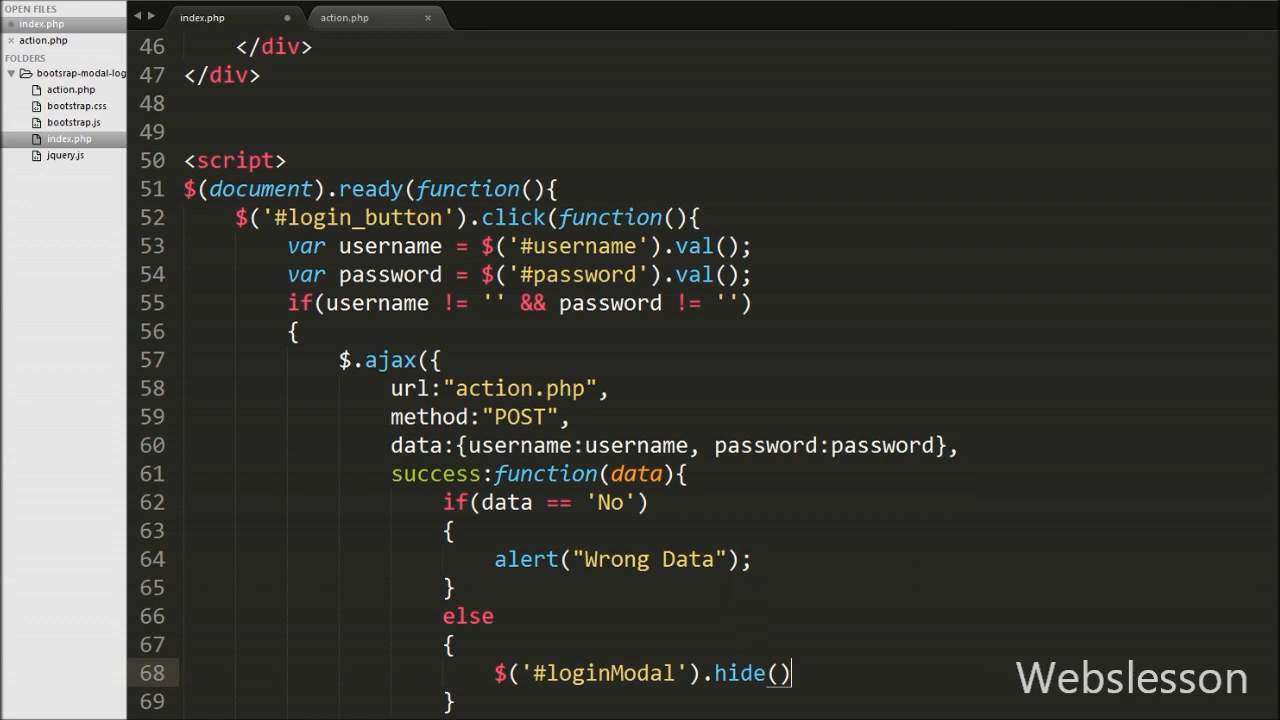 OPEN FILES
index.php
action.php
FOLDERS
bootsrap-modal-log
action.php
bootstrap.css
bootstrap.js
index.php
jquery.js
index.php
action.php
46 </div>
47 </div>
48
49
50 <script>
51 $(document).ready(function(){
52 $('#login_button').click(function(){
53 var username = $('#username').val();
54 var password = $('#password').val();
55 if(username != '' && password != '')
56 {
57 $.ajax({
58 url:"action.php",
59 method:"POST",
60 data:{username:username, password:password},
61 success:function(data){
62 if(data == 'No')
63 {
64 alert("Wrong Data");
65 }
66 else
67 {
68 $('#loginModal').hide()
69 }
Webslesson